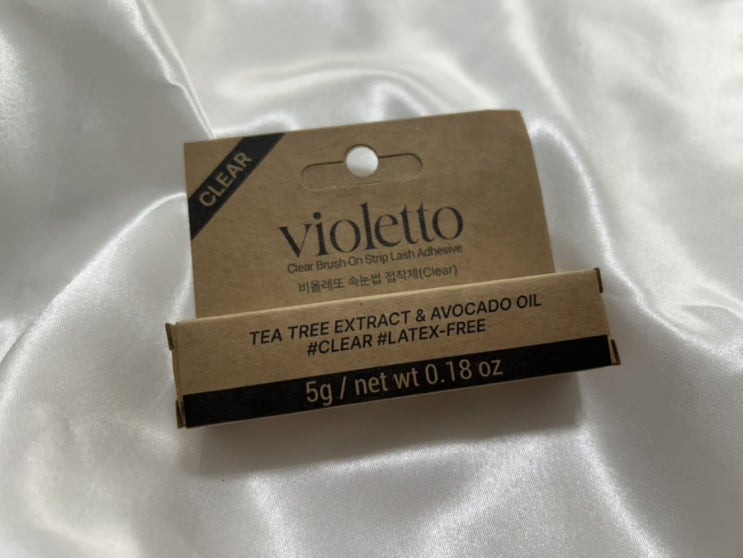 CLEAR
violetto
Clear Brush-On Strip Lash Adhesive
비올레또 속눈썹 접착제(Clear)
TEA TREE EXTRACT & AVOCADO OIL
#CLEAR #LATEX-FREE
5g / net wt 0.18 oz